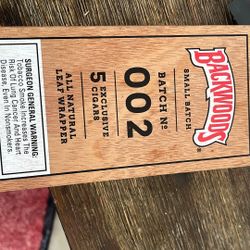 BACKWOODS®
SMALL BATCH
BATCH Nº
002
5 EXCLUSIVE
CIGARS
ALL NATURAL
LEAF WRAPPER
SURGEON GENERAL WARNING:
Tobacco Smoke Increases The
Risk Of Lung Cancer And Heart
Disease, Even In Nonsmokers.